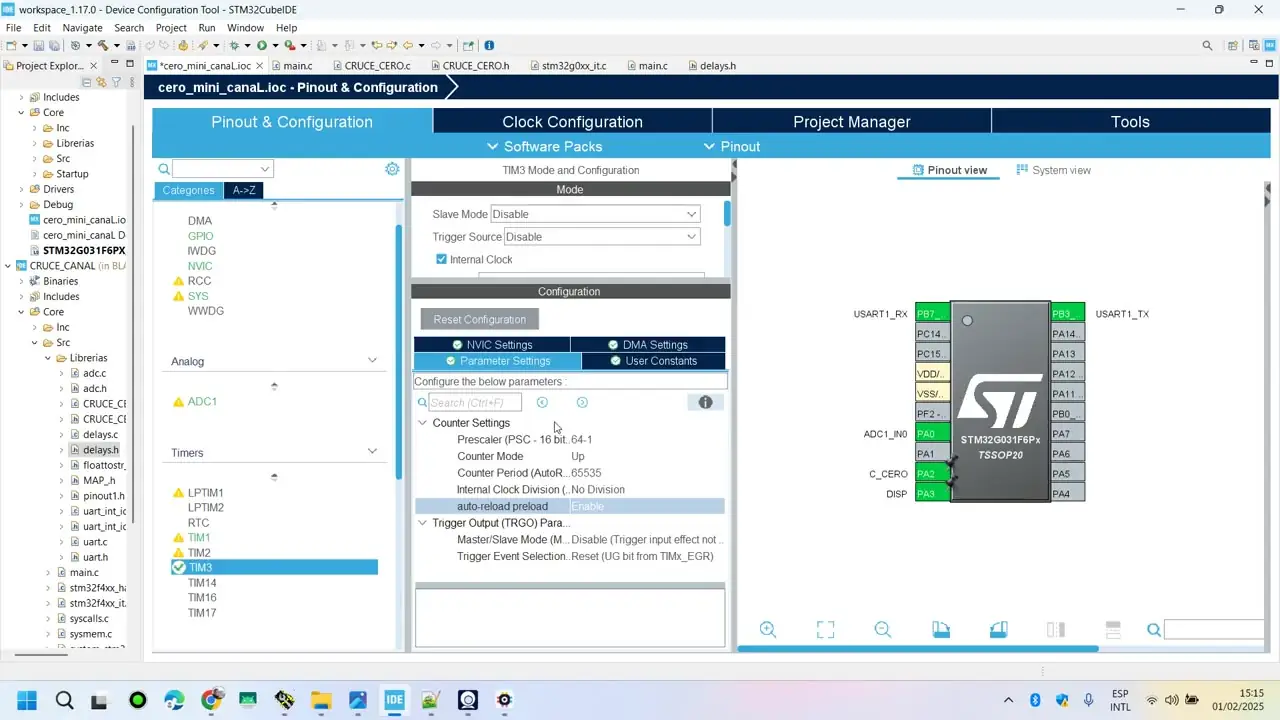 workspace_1.17.0 - Device Configuration Tool - STM32CubeIDE
File Edit Navigate Search Project Run Window Help
Project Explor...
*cero_mini_canaL.ioc
main.c
CRUCE_CERO.c
CRUCE_CERO.h
stm32g0xx_it.c
main.c
delays.h
cero_mini_canaL.ioc - Pinout & Configuration
Pinout & Configuration
Clock Configuration
Project Manager
Tools
Software Packs
Pinout
Includes
Core
Inc
Librerias
Src
Startup
Drivers
Debug
cero_mini_canaL.io
cero_mini_canaL D
STM32G031F6PX
CRUCE_CANAL (in BLA
Binaries
Includes
Core
Inc
Src
Librerias
adc.c
adc.h
CRUCE_CE
CRUCE_CE
delays.c
delays.h
floattostr_
MAP_.h
pinout1.h
uart_int_ic
uart_int_ic
uart.c
uart.h
main.c
stm32f4xx_ha
stm32f4xx_it.
syscalls.c
sysmem.c
Categories
A->Z
DMA
GPIO
IWDG
NVIC
RCC
SYS
WWDG
Analog
ADC1
Timers
LPTIM1
LPTIM2
RTC
TIM1
TIM2
TIM3
TIM14
TIM16
TIM17
TIM3 Mode and Configuration
Mode
Slave Mode Disable
Trigger Source Disable
Internal Clock
Configuration
Reset Configuration
NVIC Settings
DMA Settings
Parameter Settings
User Constants
Configure the below parameters :
Search (Ctrl+F)
Counter Settings
Prescaler (PSC - 16 bit.. 64-1
Counter Mode Up
Counter Period (AutoR... 65535
Internal Clock Division (.. No Division
auto-reload preload Enable
Trigger Output (TRGO) Para...
Master/Slave Mode (M... Disable (Trigger input effect not ...
Trigger Event Selection.. Reset (UG bit from TIMx_EGR)
Pinout view
System view
USART1_RX PB7_.. PB3_.. USART1_TX
PC14.. PA14..
PC15.. PA13
VDD/.. PA12..
VSS/.. PA11..
PF2 -.. PB0_..
ADC1_IN0 PA0 PA7
PA1 PA6
C_CERO PA2 PA5
DISP PA3 PA4
STM32G031F6Px
TSSOP20
IDE
ESP
INTL
15:15
01/02/2025